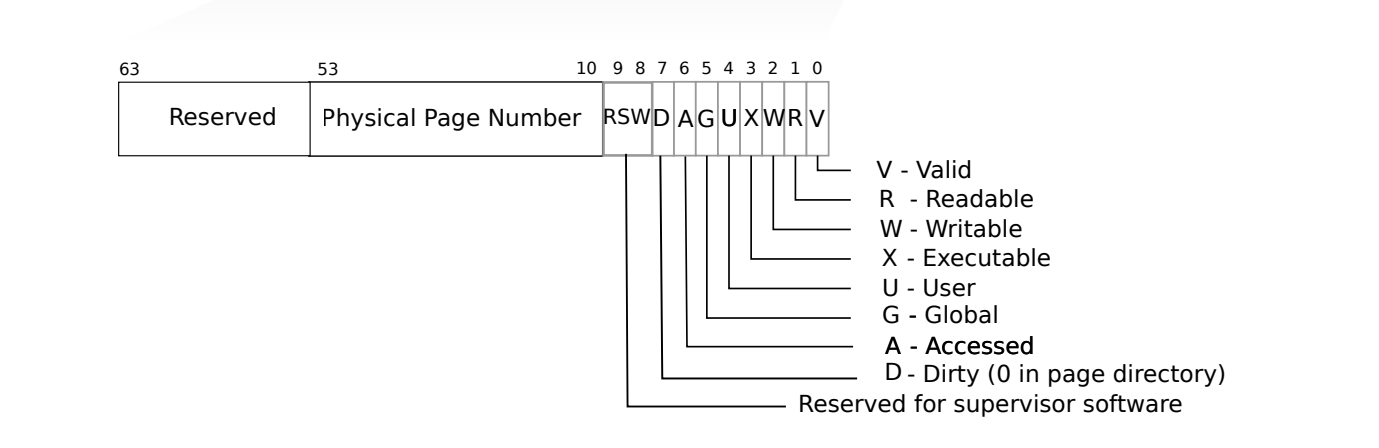 63 53 10 9 8 7 6 5 4 3 2 1 0
Reserved Physical Page Number RSW D A G U X W R V
V - Valid
R - Readable
W - Writable
X - Executable
U - User
G - Global
A - Accessed
D - Dirty (0 in page directory)
Reserved for supervisor software